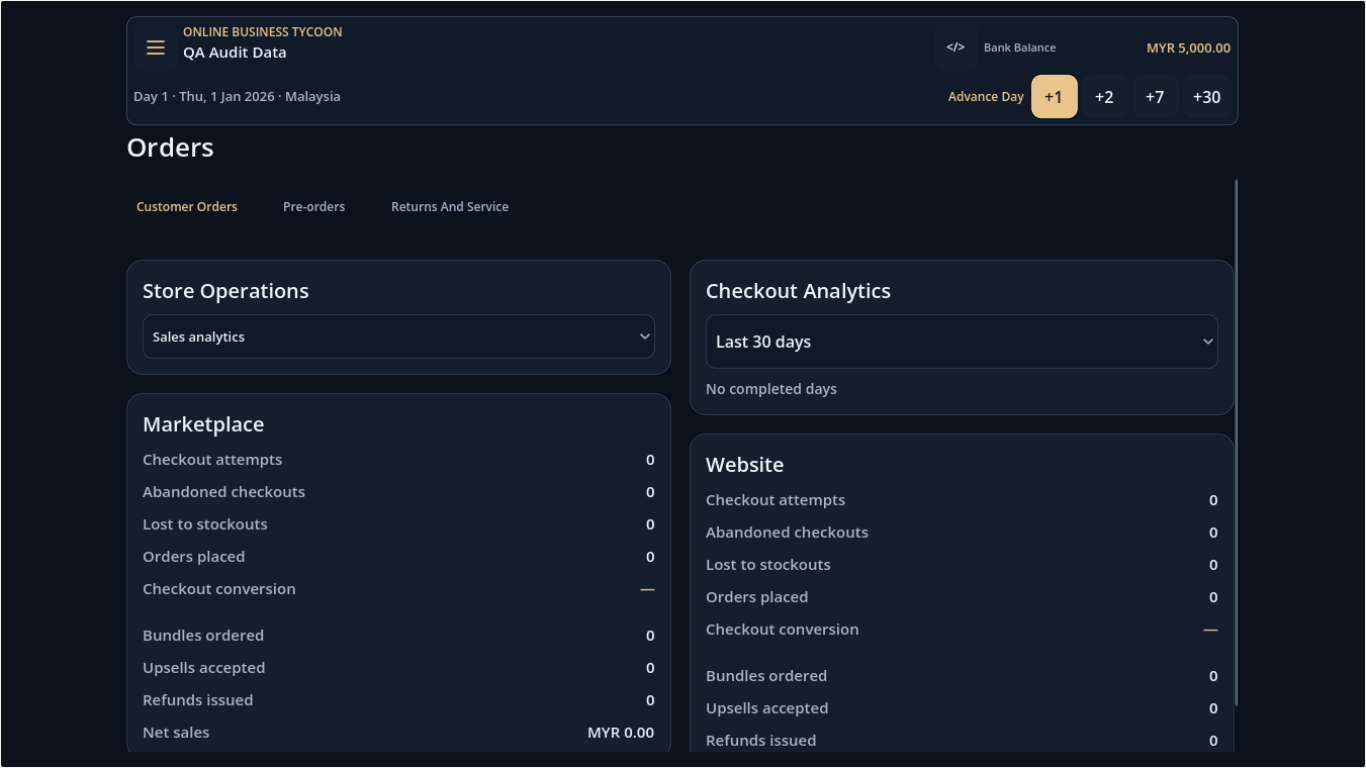 ONLINE BUSINESS TYCOON
QA Audit Data
</> Bank Balance MYR 5,000.00
Day 1 · Thu, 1 Jan 2026 · Malaysia
Advance Day +1 +2 +7 +30
Orders
Customer Orders Pre-orders Returns And Service
Store Operations
Sales analytics
Marketplace
Checkout attempts 0
Abandoned checkouts 0
Lost to stockouts 0
Orders placed 0
Checkout conversion —
Bundles ordered 0
Upsells accepted 0
Refunds issued 0
Net sales MYR 0.00
Checkout Analytics
Last 30 days
No completed days
Website
Checkout attempts 0
Abandoned checkouts 0
Lost to stockouts 0
Orders placed 0
Checkout conversion —
Bundles ordered 0
Upsells accepted 0
Refunds issued 0